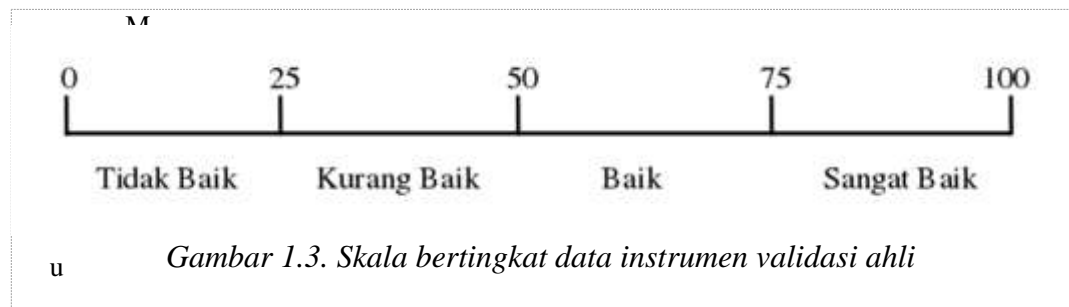 M
0 25 50 75 100
Tidak Baik Kurang Baik Baik Sangat Baik
u Gambar 1.3. Skala bertingkat data instrumen validasi ahli